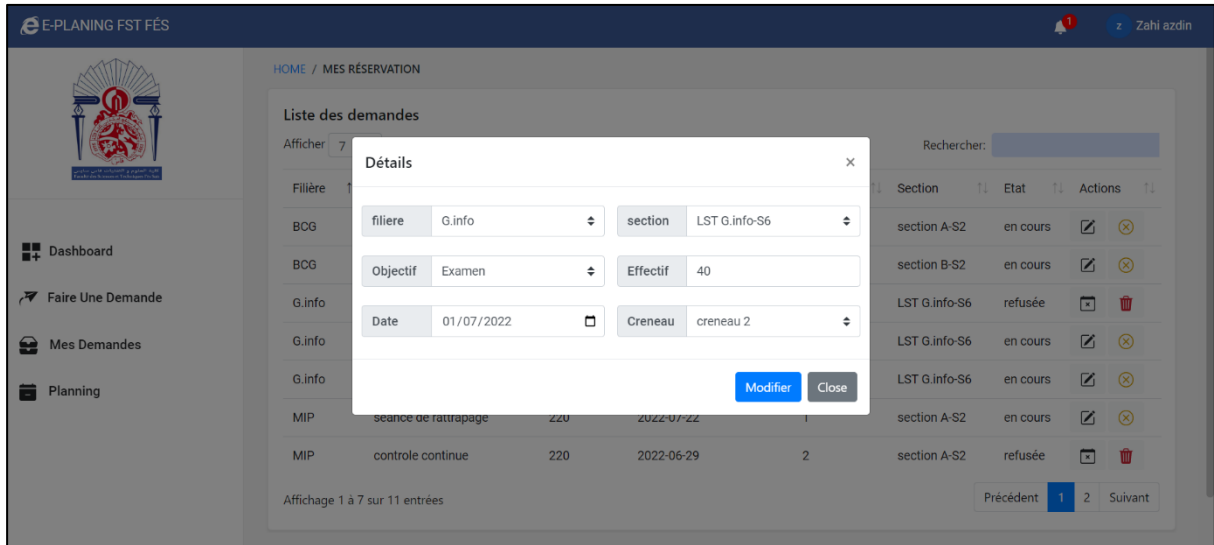 E-PLANING FST FÉS
1
z Zahi azdin
HOME / MES RÉSERVATION
Liste des demandes
Afficher 7
Rechercher:
Détails ×
filiere G.info section LST G.info-S6
Objectif Examen Effectif 40
Date 01/07/2022 Creneau creneau 2
Modifier Close
Dashboard
Faire Une Demande
Mes Demandes
Planning
Filière Section Etat Actions
BCG section A-S2 en cours
BCG section B-S2 en cours
G.info LST G.info-S6 refusée
G.info LST G.info-S6 en cours
G.info LST G.info-S6 en cours
MIP seance de rattrapage 220 2022-07-22 1 section A-S2 en cours
MIP controle continue 220 2022-06-29 2 section A-S2 refusée
Affichage 1 à 7 sur 11 entrées
Précédent 1 2 Suivant